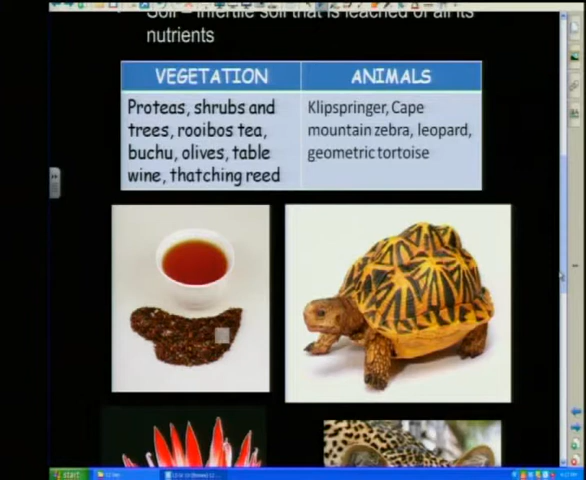 Soil – infertile soil that is leached of all its
nutrients
VEGETATION
ANIMALS
Proteas, shrubs and
trees, rooibos tea,
buchu, olives, table
wine, thatching reed
Klipspringer, Cape
mountain zebra, leopard,
geometric tortoise
start